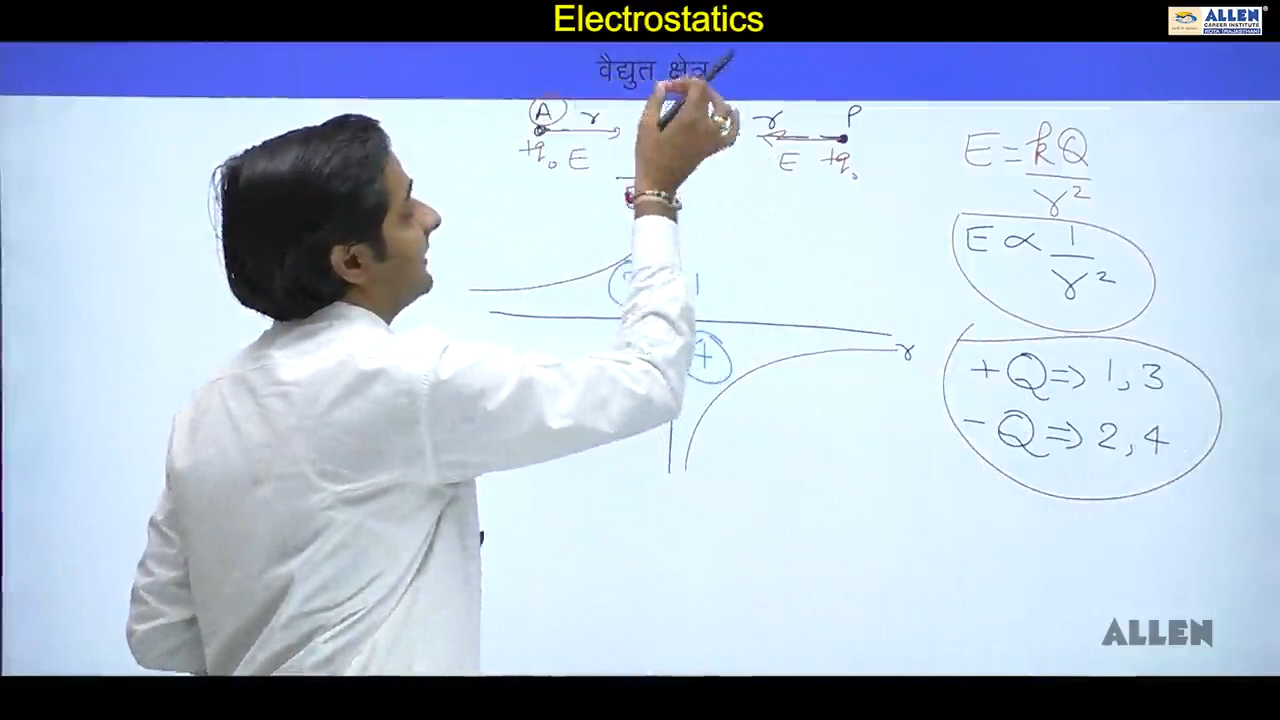 Electrostatics
ALLEN
CAREER INSTITUTE
KOTA (RAJASTHAN)
वैद्युत क्षेत्र
A r r P
+q₀ E E +q₀
E = kQ / r²
E ∝ 1 / r²
+
r
+Q ⇒ 1, 3
-Q ⇒ 2, 4
ALLEN